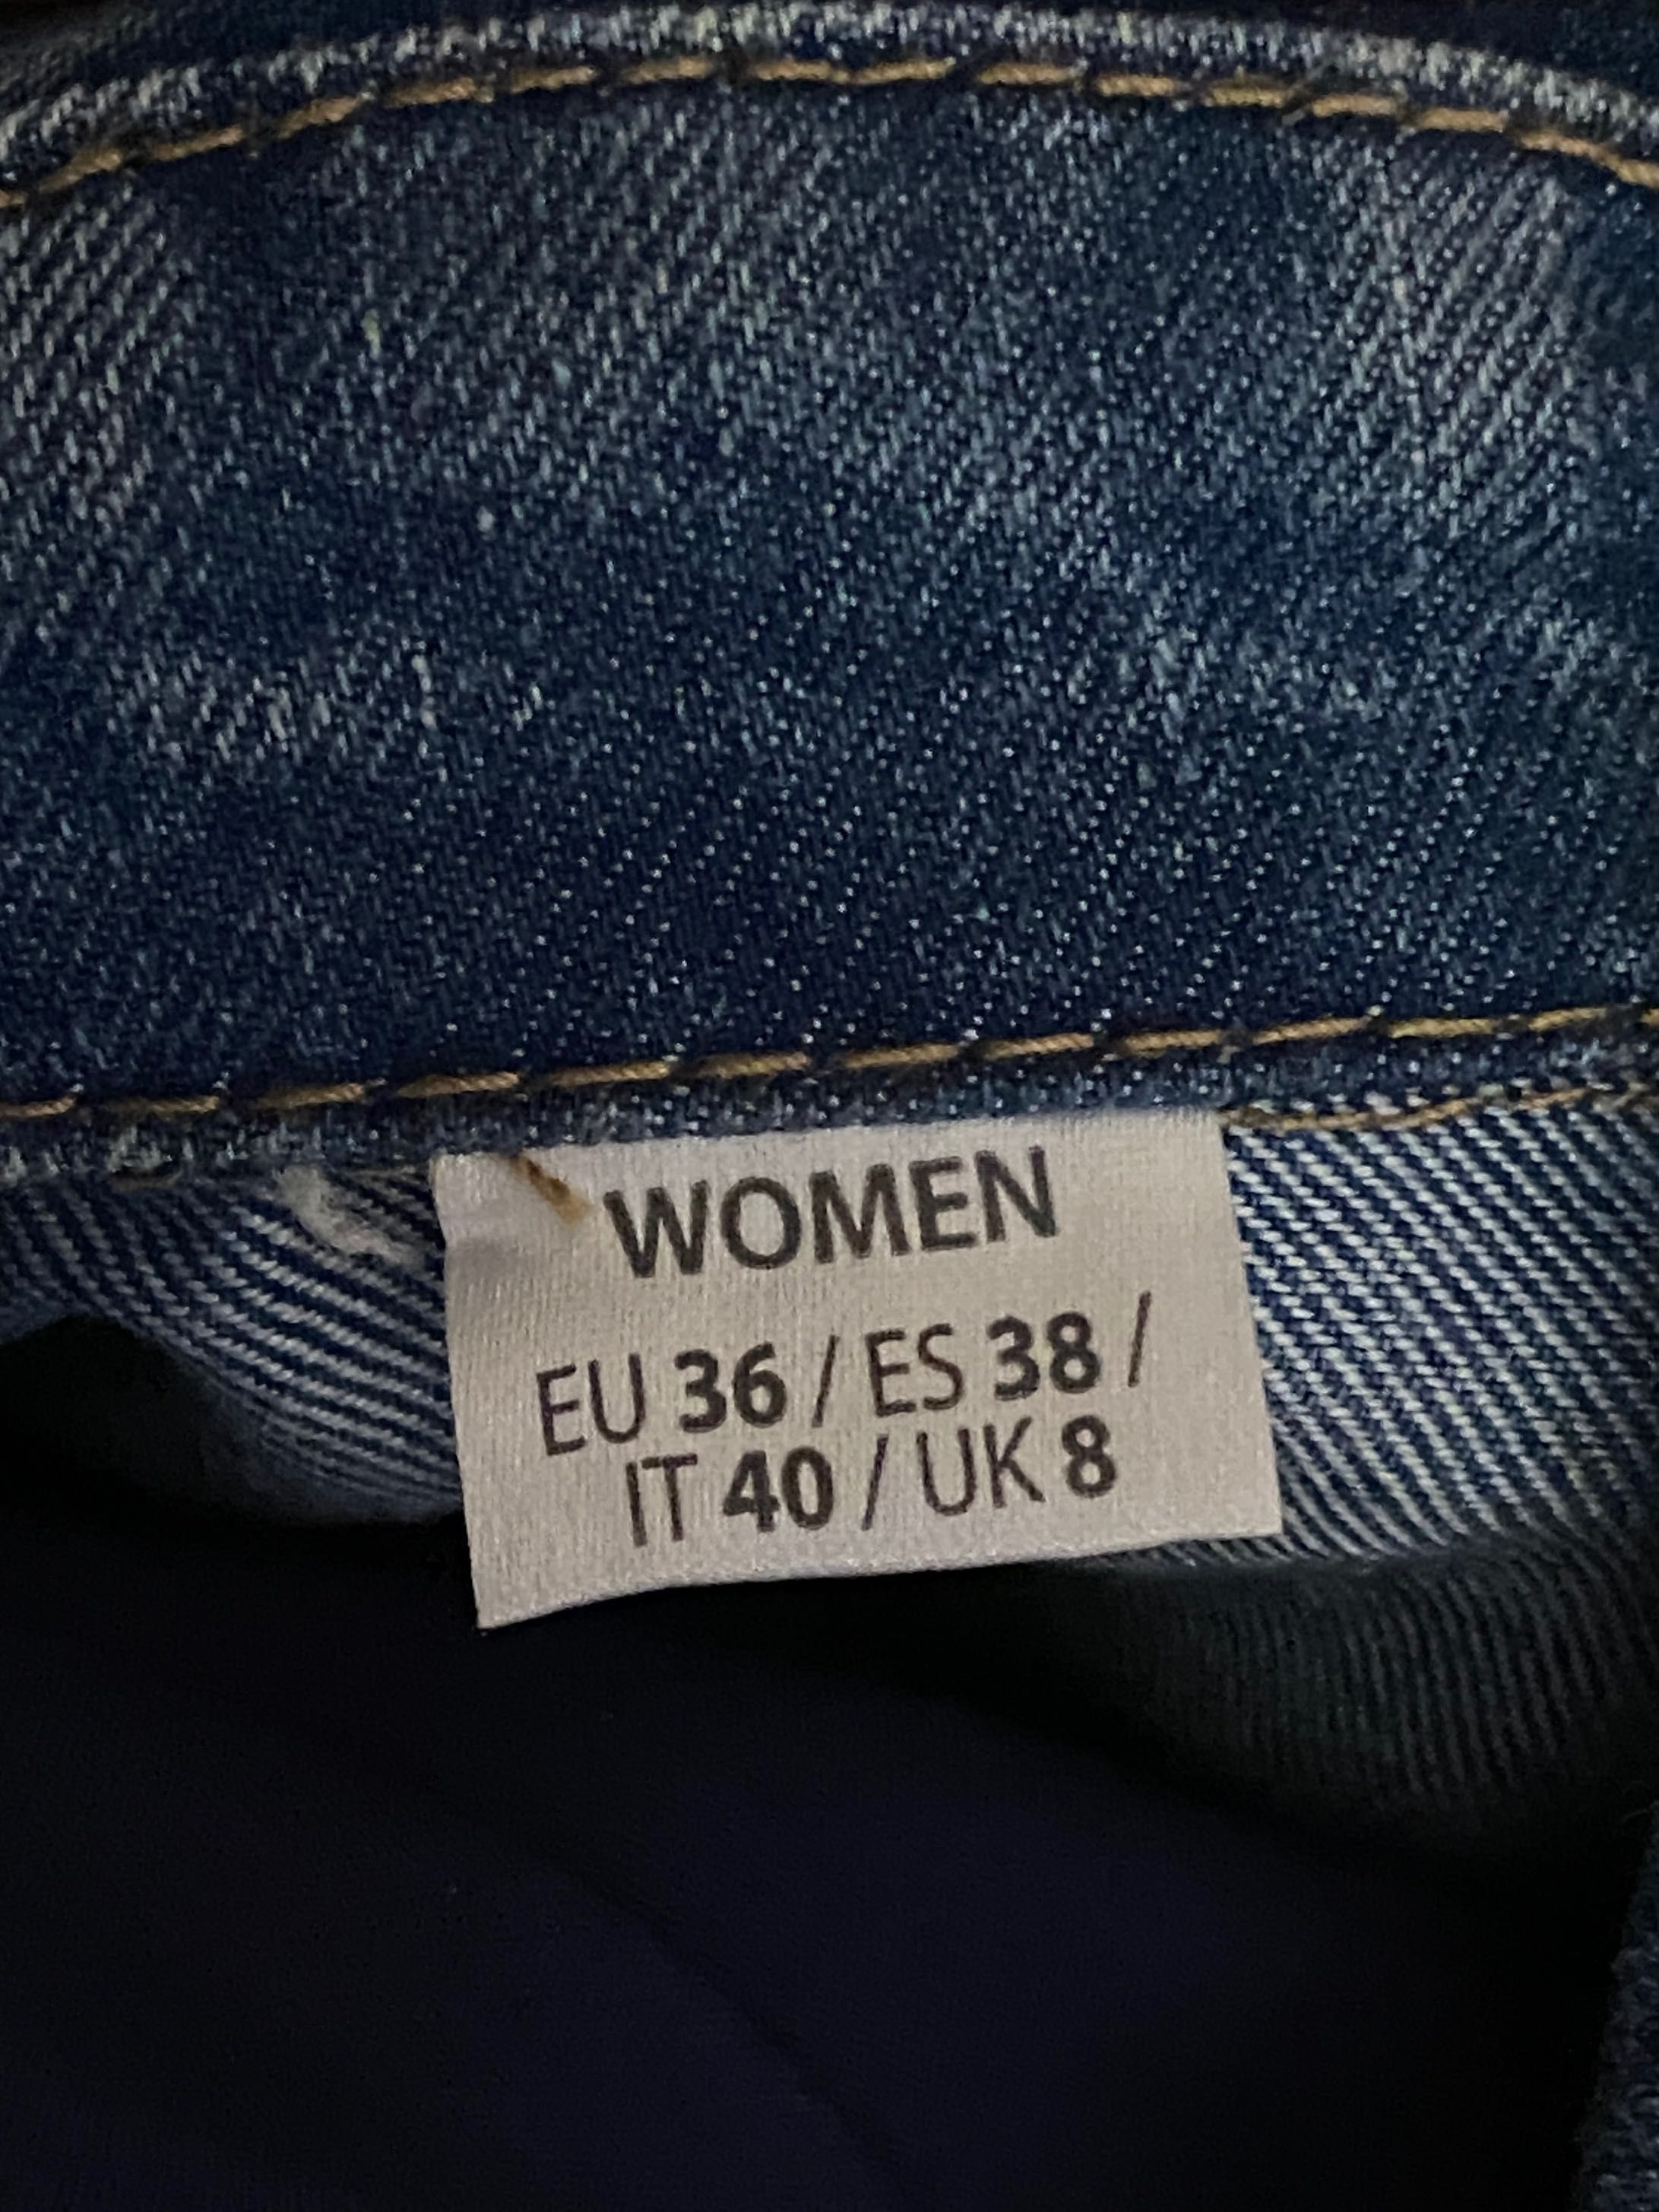 WOMEN
EU 36 / ES 38 /
IT 40 / UK 8